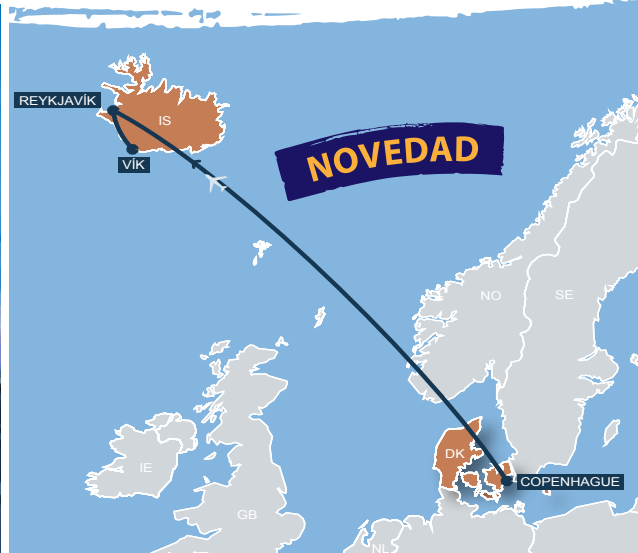 REYKJAVÍK
IS
VÍK
NOVEDAD
NO
SE
DK
COPENHAGUE
IE
GB
NL